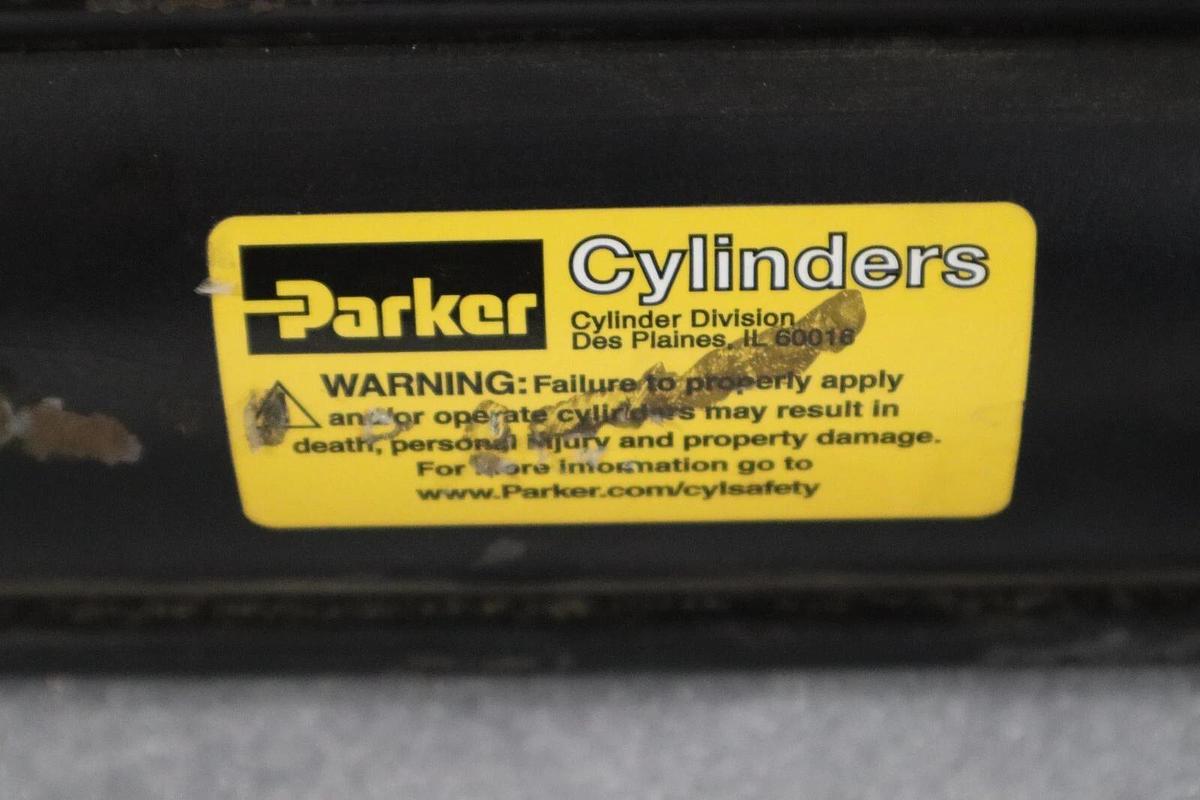 Parker
Cylinders
Cylinder Division
Des Plaines, IL 60016
WARNING: Failure to properly apply
and/or operate cylinders may result in
death, personal injury and property damage.
For more information go to
www.Parker.com/cylsafety